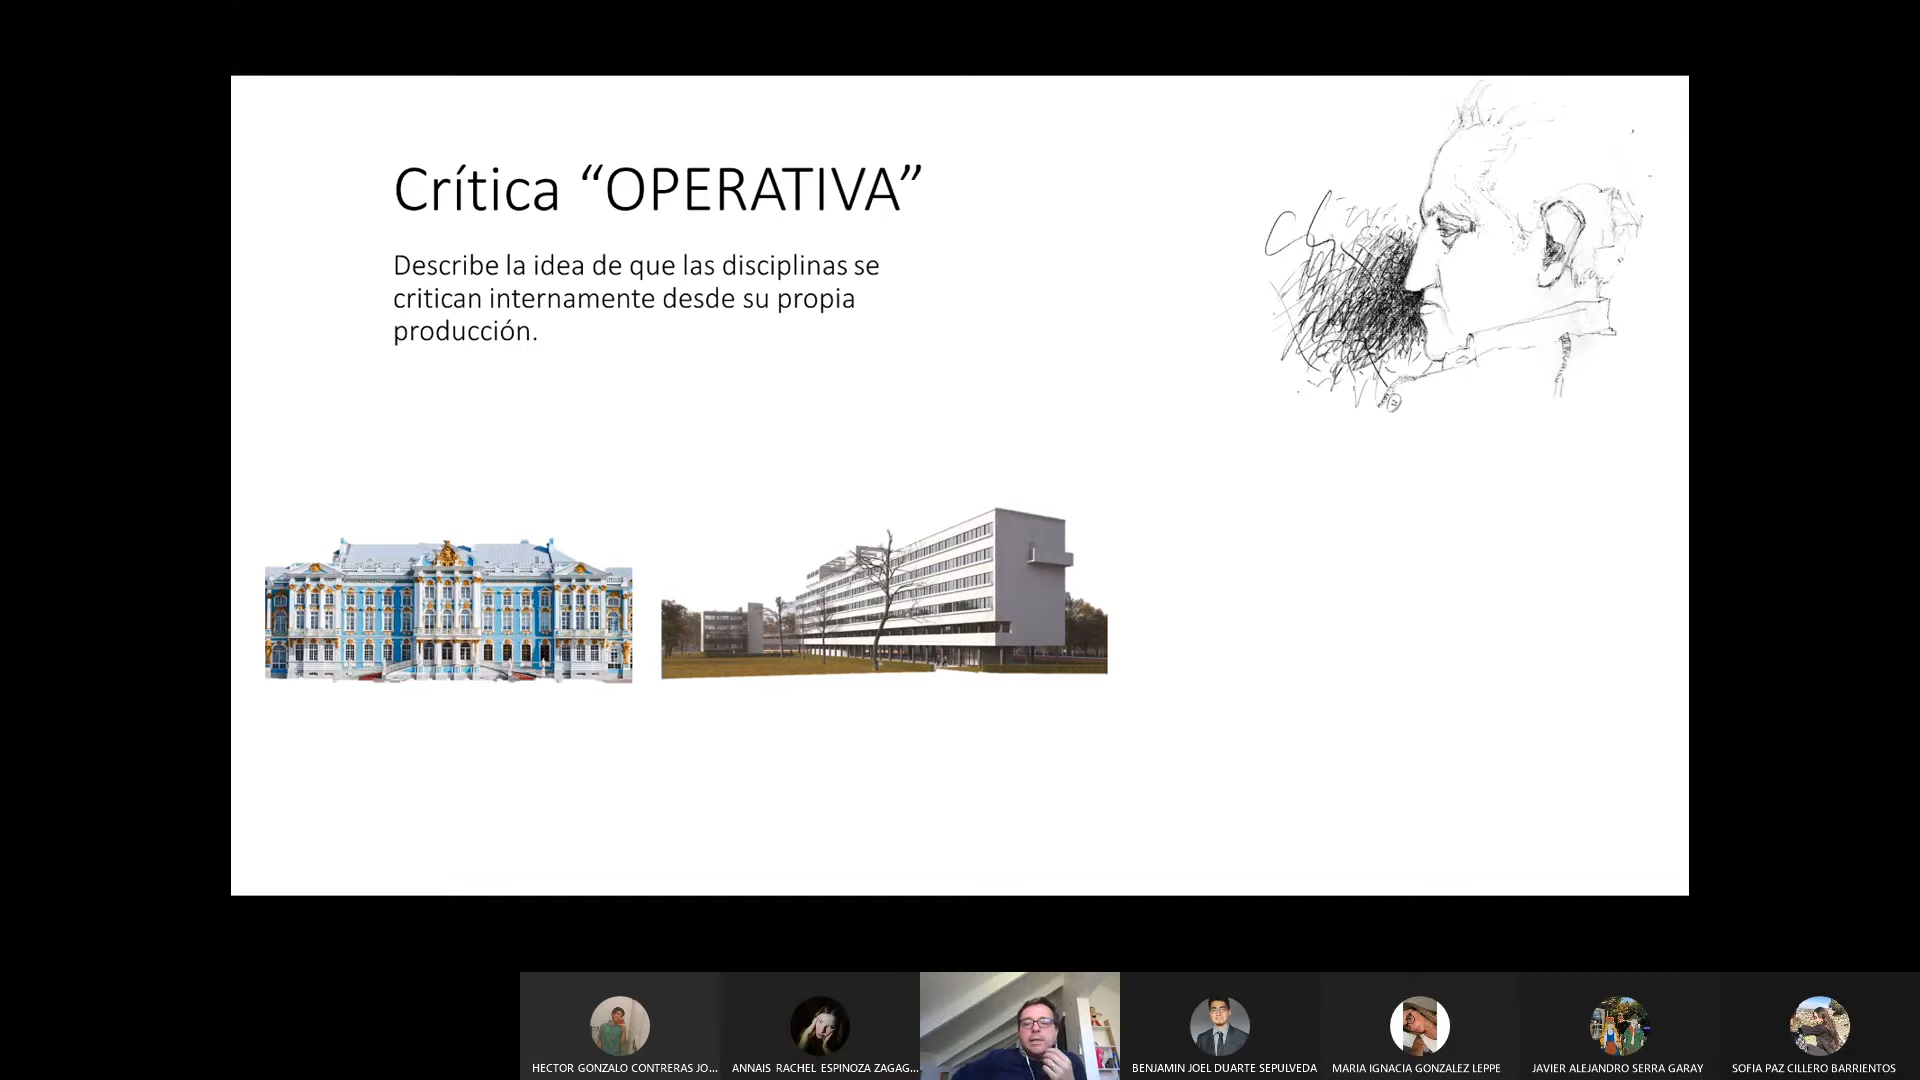 Crítica “OPERATIVA”
Describe la idea de que las disciplinas se
critican internamente desde su propia
producción.
HECTOR GONZALO CONTRERAS JO...
ANNAIS RACHEL ESPINOZA ZAGAG...
BENJAMIN JOEL DUARTE SEPULVEDA
MARIA IGNACIA GONZALEZ LEPPE
JAVIER ALEJANDRO SERRA GARAY
SOFIA PAZ CILLERO BARRIENTOS